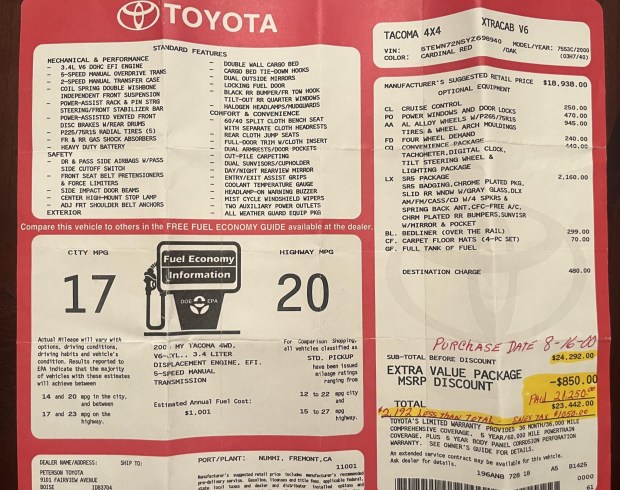 TOYOTA
STANDARD FEATURES
MECHANICAL & PERFORMANCE
- 3.4L V6 DOHC EFI ENGINE
- 5-SPEED MANUAL OVERDRIVE TRANS
- 2-SPEED MANUAL TRANSFER CASE
- COIL SPRING DOUBLE WISHBONE
INDEPENDENT FRONT SUSPENSION
- POWER-ASSIST RACK & PIN STRG
STEERING/FRONT STABILIZER BAR
- POWER-ASSISTED VENTED FRONT
DISC BRAKES W/REAR DRUMS
- P225/75R15 RADIAL TIRES (5)
- FR & RR GAS SHOCK ABSORBERS
- HEAVY DUTY BATTERY
SAFETY
- DR & PASS SIDE AIRBAGS W/PASS
SIDE CUTOFF SWITCH
- FRONT SEAT BELT PRETENSIONERS
& FORCE LIMITERS
- SIDE IMPACT DOOR BEAMS
- CENTER HIGH-MOUNT STOP LAMP
- ADJ FRT SHOULDER BELT ANCHORS
EXTERIOR
- DOUBLE WALL CARGO BED
- CARGO BED TIE-DOWN HOOKS
- DUAL OUTSIDE MIRRORS
- LOCKING FUEL DOOR
- BLACK RR BUMPER/FR TOW HOOK
- TILT-OUT RR QUARTER WINDOWS
- HALOGEN HEADLAMPS/MUDGUARDS
COMFORT & CONVENIENCE
- 60/40 SPLIT CLOTH BENCH SEAT
WITH SEPARATE CLOTH HEADRESTS
- REAR CLOTH JUMP SEATS
- FULL-DOOR TRIM W/CLOTH INSERT
- DUAL ARMRESTS/DOOR POCKETS
- CUT-PILE CARPETING
- DUAL SUNVISORS/CUPHOLDER
- DAY/NIGHT REARVIEW MIRROR
- ENTRY/EXIT ASSIST GRIPS
- COOLANT TEMPERATURE GAUGE
- HEADLAMP-ON WARNING BUZZER
- MIST CYCLE WINDSHIELD WIPERS
- TWO AUXILIARY POWER OUTLETS
- ALL WEATHER GUARD EQUIP PKG
Compare this vehicle to others in the FREE FUEL ECONOMY GUIDE available at the dealer.
CITY MPG
17
Fuel Economy
Information
DOE EPA
HIGHWAY MPG
20
Actual Mileage will vary with
options, driving conditions,
driving habits and vehicle's
condition. Results reported to
EPA indicate that the majority
of vehicles with these estimates
will achieve between
14 and 20 mpg in the city,
and between
17 and 23 mpg on the
highway.
MY TACOMA 4WD,
3.4 LITER
DISPLACEMENT ENGINE, EFI.
5-SPEED MANUAL
TRANSMISSION
Estimated Annual Fuel Cost:
$1,001
For Comparison Shopping,
all vehicles classified as
STD. PICKUP
have been issued
mileage ratings
ranging from
12 to 22 mpg city
and
15 to 27 mpg
highway.
DEALER NAME/ADDRESS: SHIP TO:
PETERSON TOYOTA
9101 FAIRVIEW AVENUE
BOISE ID83704
PORT/PLANT: NUMMI, FREMONT,CA
11001
TACOMA 4X4 XTRACAB V6
VIN: MODEL/YEAR: 7553C/2000
COLOR: CARDINAL RED /OAK (03H7/40)
MANUFACTURER'S SUGGESTED RETAIL PRICE $18,938.00
OPTIONAL EQUIPMENT
CL CRUISE CONTROL 250.00
PO POWER WINDOWS AND DOOR LOCKS 470.00
AA AL ALLOY WHEELS W/P265/75R15 945.00
TIRES & WHEEL ARCH MOULDINGS
FD FOUR WHEEL DEMAND 240.00
CQ CONVENIENCE PACKAGE 440.00
TACHOMETER,DIGITAL CLOCK,
TILT STEERING WHEEL &
LIGHTING PACKAGE
LX SR5 PACKAGE 2,160.00
SR5 BADGING,CHROME PLATED PKG,
SLID RR WNDW W/GRAY GLASS,DLX
AM/FM/CASS/CD W/4 SPKRS &
SPRING BACK ANT,CFC-FREE A/C,
CHRM PLATED RR BUMPERS,SUNVISR
W/MIRROR & POCKET
BL. BEDLINER (OVER THE RAIL) 299.00
CF. CARPET FLOOR MATS (4-PC SET) 70.00
GF. FULL TANK OF FUEL
DESTINATION CHARGE 480.00
PURCHASE DATE 8-16-00
SUB-TOTAL BEFORE DISCOUNT $24,292.00
EXTRA VALUE PACKAGE
MSRP DISCOUNT -$850.00
PAID 21,250.00
TOTAL $23,442.00
$2,192 LESS THAN TOTAL SALES TAX $1050.00
TOYOTA'S LIMITED WARRANTY PROVIDES 36 MONTH/36,000 MILE
COMPREHENSIVE COVERAGE, 5 YEAR/60,000 MILE POWERTRAIN
COVERAGE, PLUS 5 YEAR BODY PANEL CORROSION PERFORATION
WARRANTY. SEE OWNER'S GUIDE FOR DETAILS.
An extended service contract may be available for this vehicle.
Ask dealer for details.
196ANB 728 18 A5 B1425
0000
61